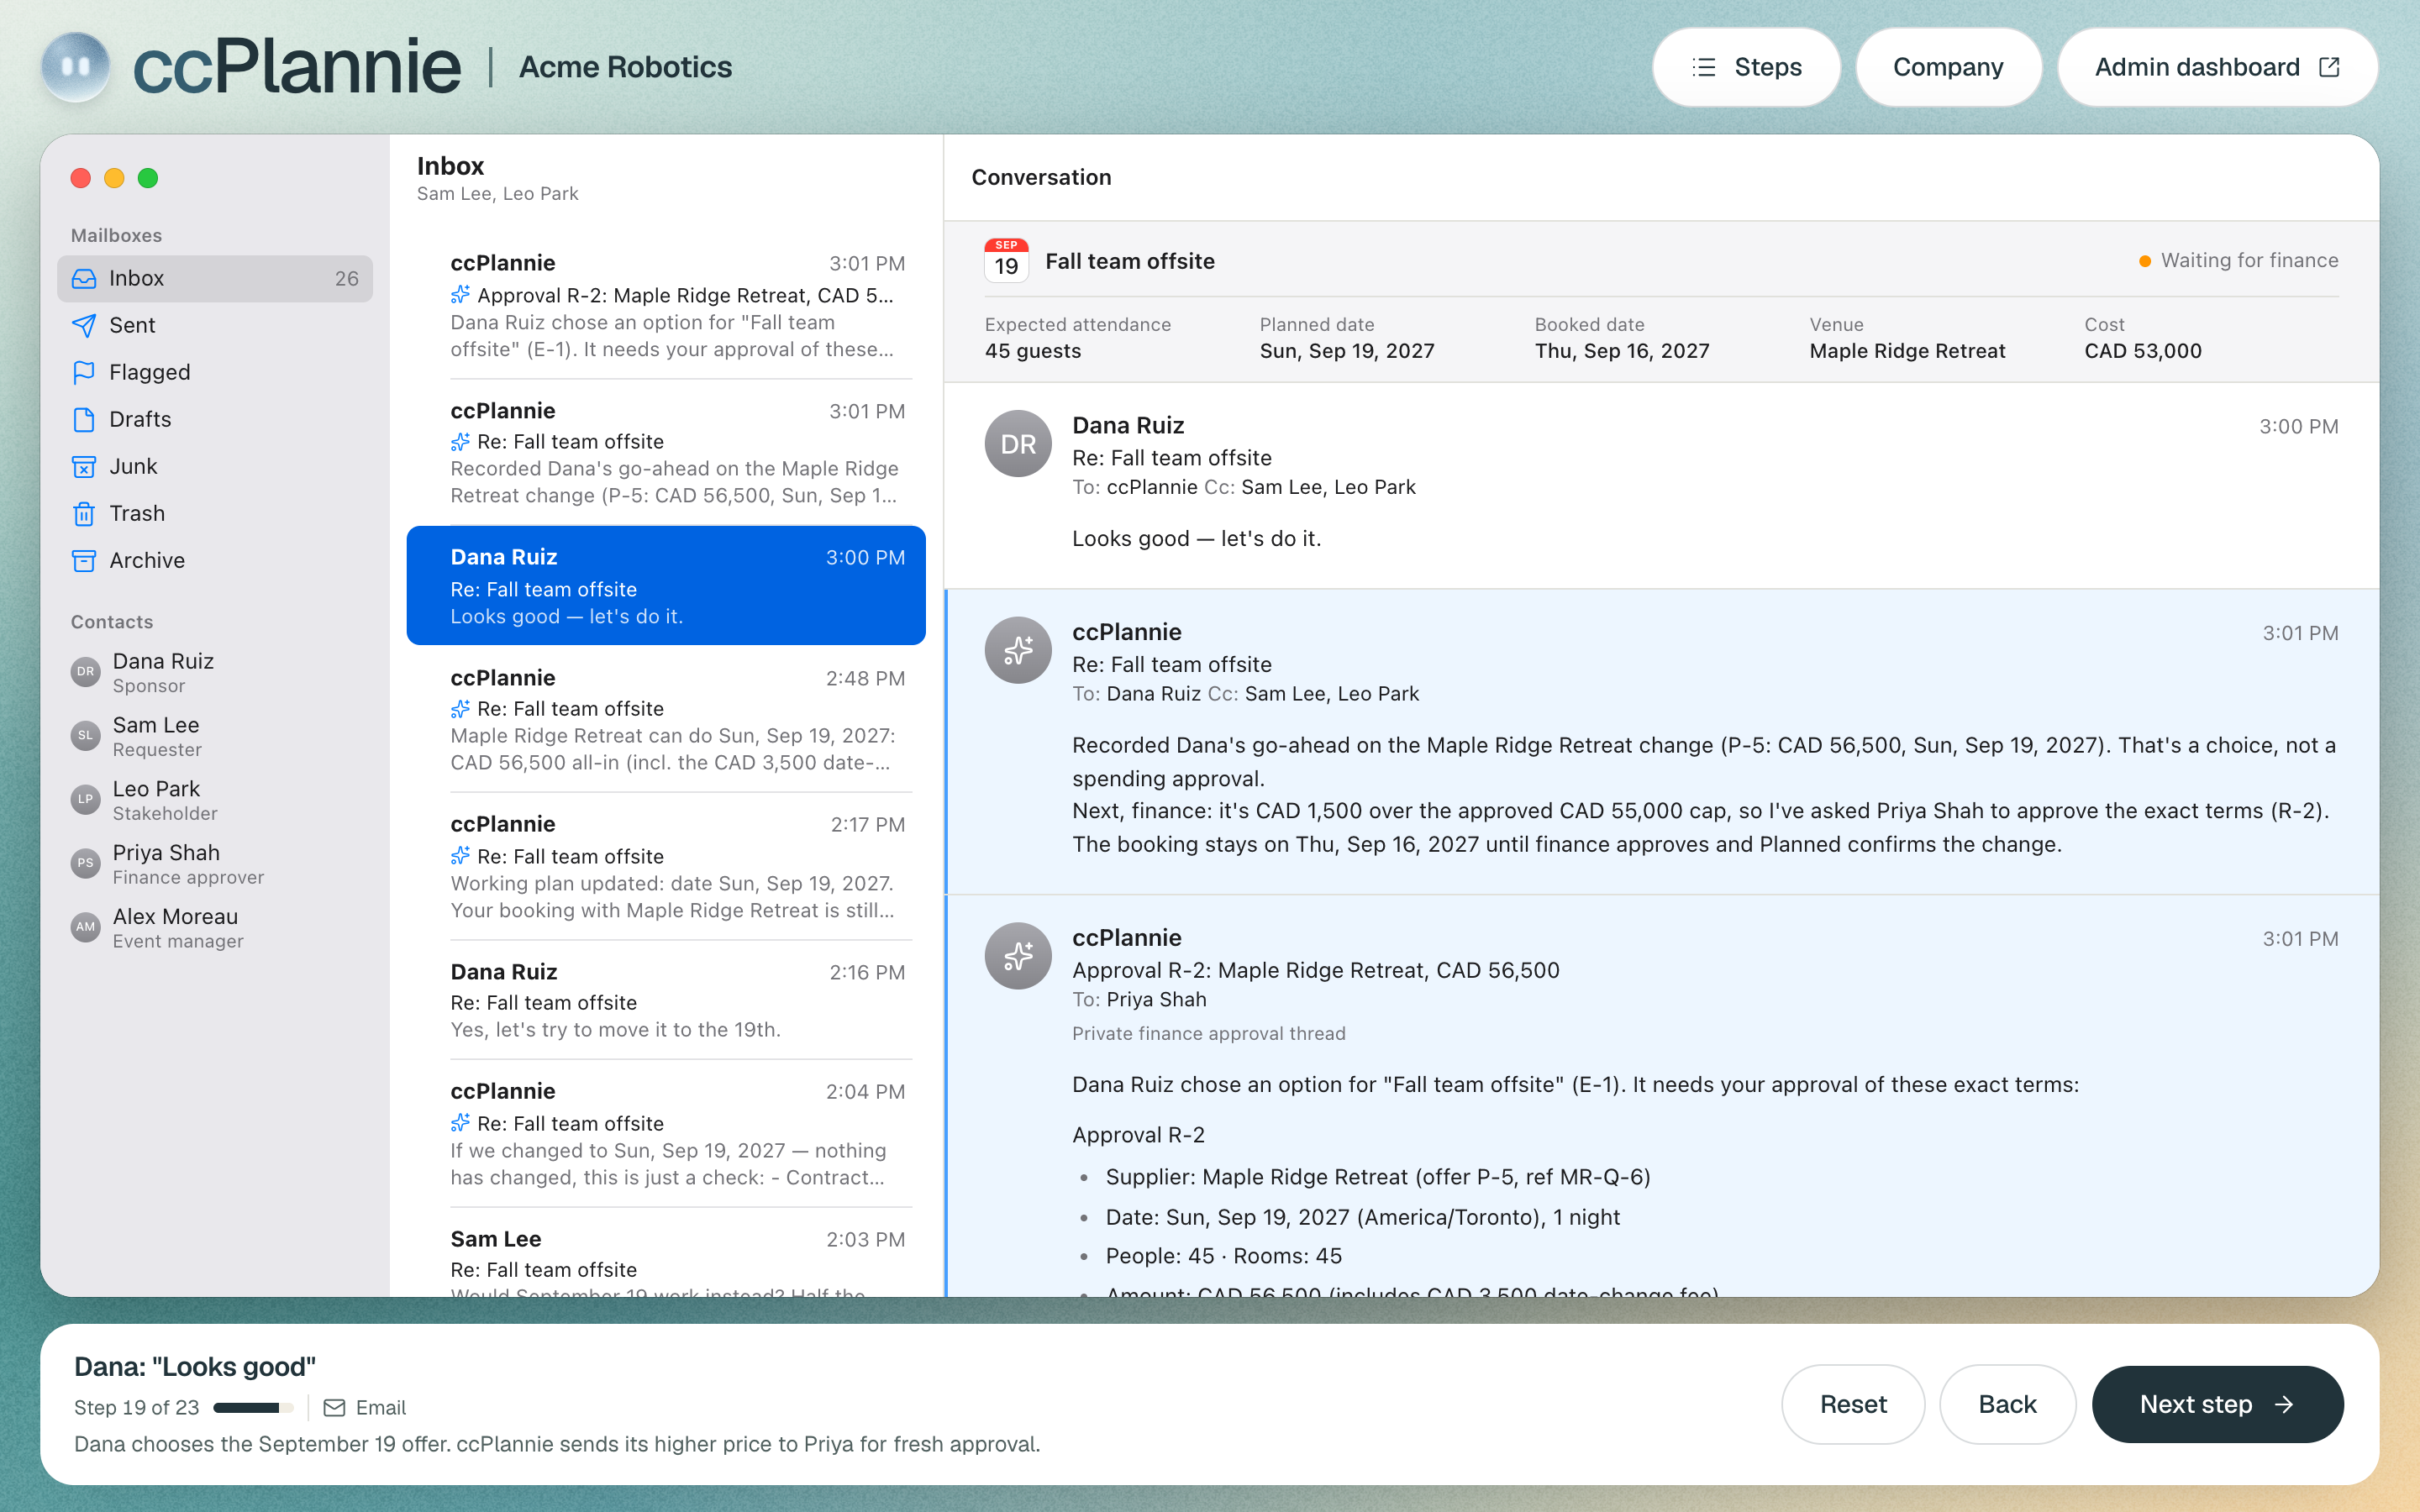 ccPlannie
Acme Robotics
Steps
Company
Admin dashboard
Mailboxes
Inbox 26
Sent
Flagged
Drafts
Junk
Trash
Archive
Contacts
DR
Dana Ruiz
Sponsor
SL
Sam Lee
Requester
LP
Leo Park
Stakeholder
PS
Priya Shah
Finance approver
AM
Alex Moreau
Event manager
Inbox
Sam Lee, Leo Park
ccPlannie 3:01 PM
Approval R-2: Maple Ridge Retreat, CAD 5...
Dana Ruiz chose an option for "Fall team
offsite" (E-1). It needs your approval of these...
ccPlannie 3:01 PM
Re: Fall team offsite
Recorded Dana's go-ahead on the Maple Ridge
Retreat change (P-5: CAD 56,500, Sun, Sep 1...
Dana Ruiz 3:00 PM
Re: Fall team offsite
Looks good — let's do it.
ccPlannie 2:48 PM
Re: Fall team offsite
Maple Ridge Retreat can do Sun, Sep 19, 2027:
CAD 56,500 all-in (incl. the CAD 3,500 date-...
ccPlannie 2:17 PM
Re: Fall team offsite
Working plan updated: date Sun, Sep 19, 2027.
Your booking with Maple Ridge Retreat is still...
Dana Ruiz 2:16 PM
Re: Fall team offsite
Yes, let's try to move it to the 19th.
ccPlannie 2:04 PM
Re: Fall team offsite
If we changed to Sun, Sep 19, 2027 — nothing
has changed, this is just a check: - Contract...
Sam Lee 2:03 PM
Re: Fall team offsite
Would September 19 work instead? Half the
Conversation
SEP
19
Fall team offsite
Waiting for finance
Expected attendance
45 guests
Planned date
Sun, Sep 19, 2027
Booked date
Thu, Sep 16, 2027
Venue
Maple Ridge Retreat
Cost
CAD 53,000
DR
Dana Ruiz 3:00 PM
Re: Fall team offsite
To: ccPlannie Cc: Sam Lee, Leo Park
Looks good — let's do it.
ccPlannie 3:01 PM
Re: Fall team offsite
To: Dana Ruiz Cc: Sam Lee, Leo Park
Recorded Dana's go-ahead on the Maple Ridge Retreat change (P-5: CAD 56,500, Sun, Sep 19, 2027). That's a choice, not a
spending approval.
Next, finance: it's CAD 1,500 over the approved CAD 55,000 cap, so I've asked Priya Shah to approve the exact terms (R-2).
The booking stays on Thu, Sep 16, 2027 until finance approves and Planned confirms the change.
ccPlannie 3:01 PM
Approval R-2: Maple Ridge Retreat, CAD 56,500
To: Priya Shah
Private finance approval thread
Dana Ruiz chose an option for "Fall team offsite" (E-1). It needs your approval of these exact terms:
Approval R-2
• Supplier: Maple Ridge Retreat (offer P-5, ref MR-Q-6)
• Date: Sun, Sep 19, 2027 (America/Toronto), 1 night
• People: 45 · Rooms: 45
• Amount: CAD 56,500 (includes CAD 3,500 date-change fee)
Dana: "Looks good"
Step 19 of 23
Email
Dana chooses the September 19 offer. ccPlannie sends its higher price to Priya for fresh approval.
Reset
Back
Next step →